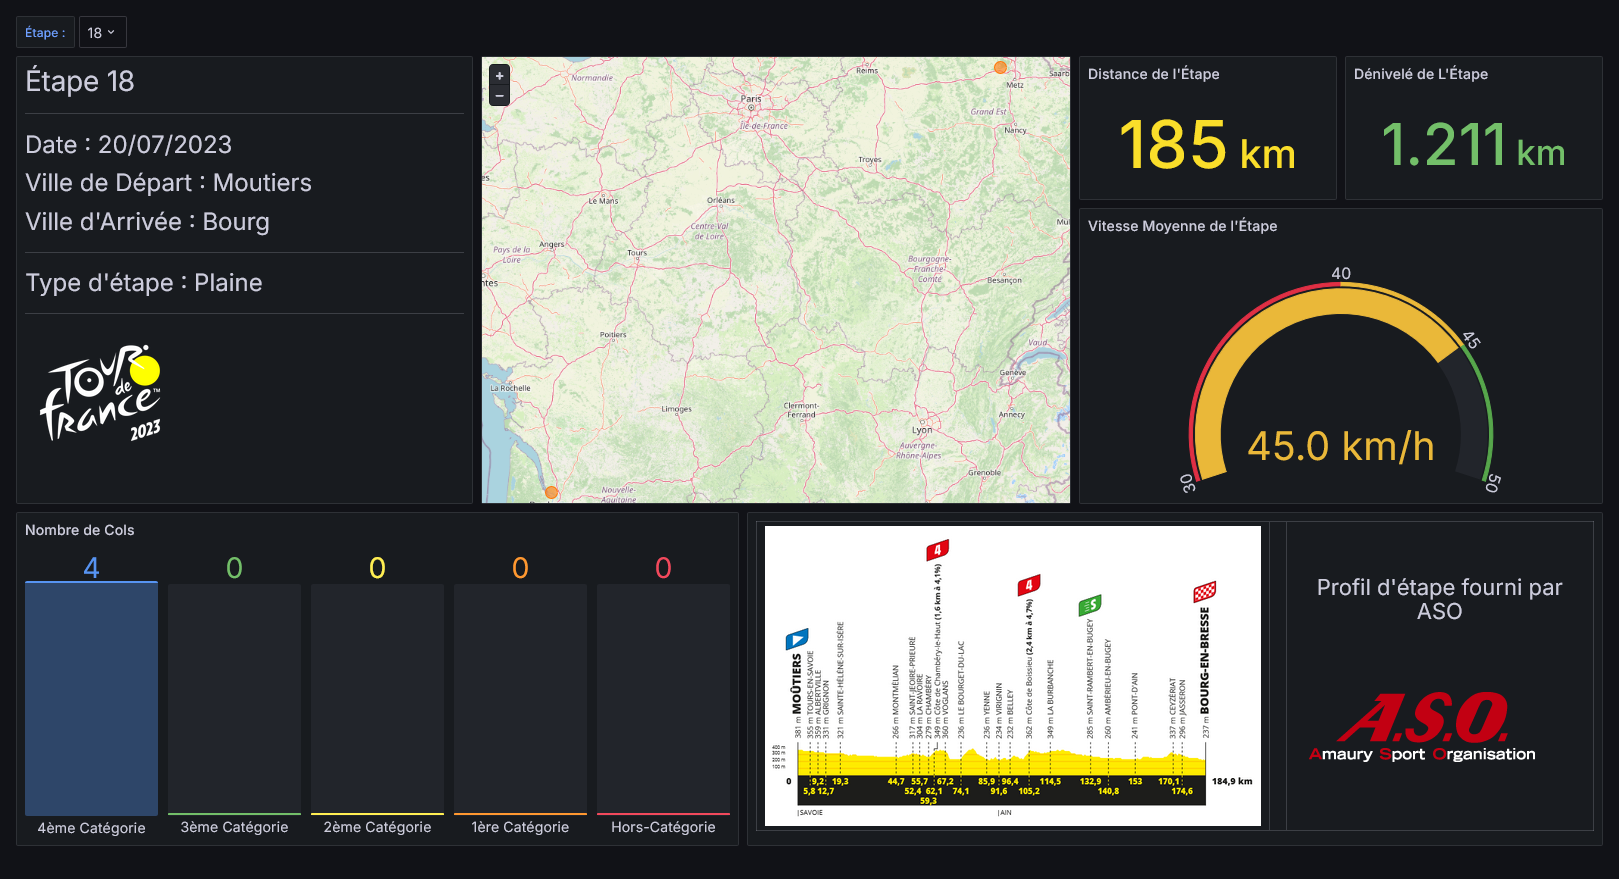 Étape :
18
Étape 18
Date : 20/07/2023
Ville de Départ : Moutiers
Ville d'Arrivée : Bourg
Type d'étape : Plaine
TOUR
de
france
2023
+
−
Normandie
Reims
Saarb
Metz
Paris
Île-de-France
Grand Est
Nancy
Troyes
es
Le Mans
Orléans
Mul
Centre-Val
de Loire
Angers
Pays de la
Loire
Tours
Bourgogne-
Franche-
Comté
Besançon
ntes
Poitiers
Vaud
Genève
La Rochelle
Limoges
Clermont-
Ferrand
Annecy
Lyon
Auvergne-
Rhône-Alpes
Grenoble
Nouvelle-
Aquitaine
Distance de l'Étape
185 km
Dénivelé de L'Étape
1.211 km
Vitesse Moyenne de l'Étape
40
45
30
50
45.0 km/h
Nombre de Cols
4
0
0
0
0
4ème Catégorie
3ème Catégorie
2ème Catégorie
1ère Catégorie
Hors-Catégorie
4
4
S
381 m MOÛTIERS
355 m TOURS-EN-SAVOIE
359 m ALBERTVILLE
331 m GRIGNON
321 m SAINTE-HÉLÈNE-SUR-ISÈRE
266 m MONTMÉLIAN
317 m SAINT-JEOIRE-PRIEURÉ
304 m LA RAVOIRE
279 m CHAMBÉRY
349 m Côte de Chambéry-le-Haut (1,6 km à 4,1%)
360 m VOGLANS
236 m LE BOURGET-DU-LAC
236 m YENNE
234 m VIRIGNIN
232 m BELLEY
362 m Côte de Boissieu (2,4 km à 4,7%)
349 m LA BURBANCHE
285 m SAINT-RAMBERT-EN-BUGEY
260 m AMBÉRIEU-EN-BUGEY
241 m PONT-D'AIN
337 m CEYZÉRIAT
296 m JASSERON
237 m BOURG-EN-BRESSE
400 m
300 m
200 m
100 m
0
9,2 19,3 44,7 55,7 67,2 85,9 96,4 114,5 132,9 153 170,1 184,9 km
5,8 12,7 52,4 62,1 74,1 91,6 105,2 140,8 174,6
59,3
|SAVOIE |AIN
Profil d'étape fourni par
ASO
A.S.O.
Amaury Sport Organisation